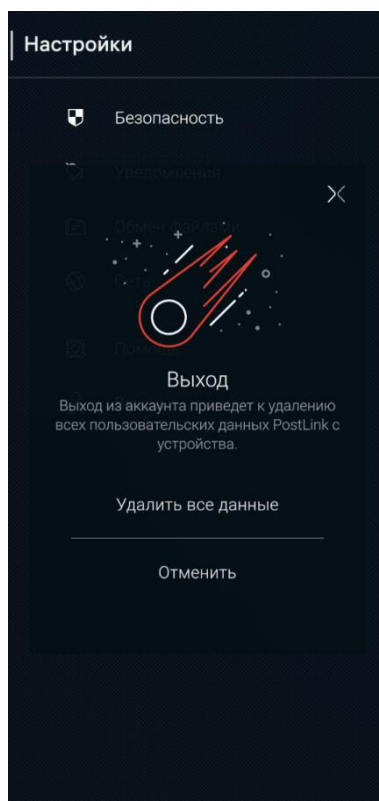 Настройки
Безопасность
Уведомления
Обмен файлами
Сеть
Помощь
Выход
Выход из аккаунта приведет к удалению
всех пользовательских данных PostLink с
устройства.
Удалить все данные
Отменить